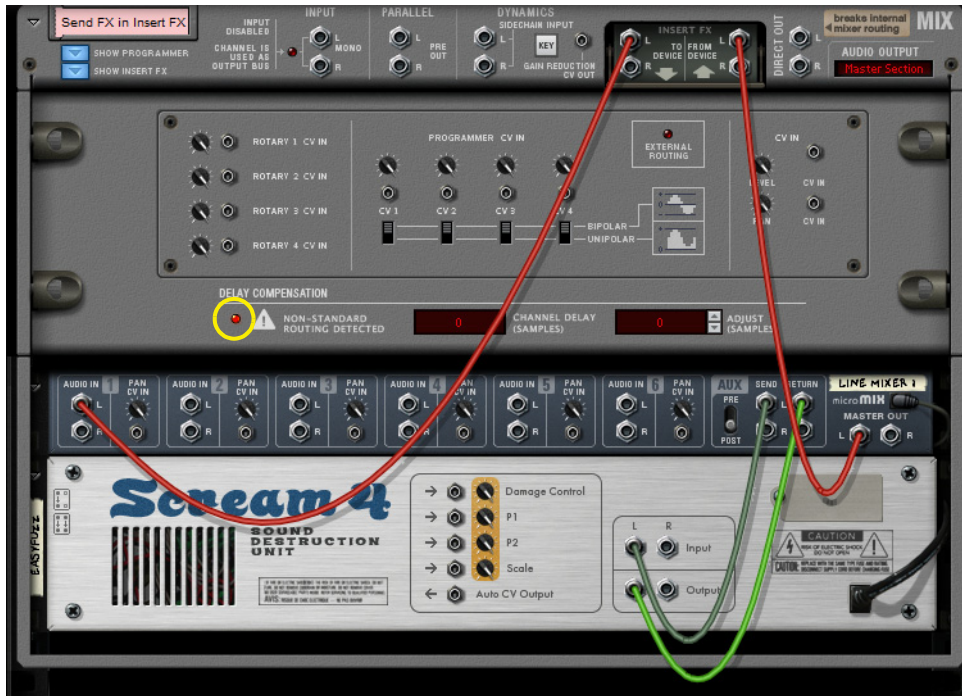 Send FX in Insert FX
SHOW PROGRAMMER
SHOW INSERT FX
INPUT
DISABLED
CHANNEL IS
USED AS
OUTPUT BUS
INPUT
L
MONO
R
PARALLEL
L
PRE
OUT
R
DYNAMICS
SIDECHAIN INPUT
L
KEY
R
GAIN REDUCTION
CV OUT
INSERT FX
L
TO
DEVICE
FROM
DEVICE
L
R
R
DIRECT OUT
L
R
breaks internal
mixer routing
MIX
AUDIO OUTPUT
Master Section
ROTARY 1 CV IN
ROTARY 2 CV IN
ROTARY 3 CV IN
ROTARY 4 CV IN
PROGRAMMER CV IN
CV 1
CV 2
CV 3
CV 4
BIPOLAR
UNIPOLAR
EXTERNAL
ROUTING
CV IN
LEVEL
CV IN
PAN
CV IN
DELAY COMPENSATION
NON-STANDARD
ROUTING DETECTED
0
CHANNEL DELAY
(SAMPLES)
0
ADJUST
(SAMPLES
AUDIO IN 1 PAN
CV IN
L
R
AUDIO IN 2 PAN
CV IN
L
R
AUDIO IN 3 PAN
CV IN
L
R
AUDIO IN 4 PAN
CV IN
L
R
AUDIO IN 5 PAN
CV IN
L
R
AUDIO IN 6 PAN
CV IN
L
R
AUX
PRE
POST
SEND
RETURN
L
R
LINE MIXER 1
microMIX
MASTER OUT
L
R
EASYFUZZ
Scream 4
SOUND
DESTRUCTION
UNIT
Damage Control
P1
P2
Scale
Auto CV Output
L R
Input
Output
CAUTION
RISK OF ELECTRIC SHOCK
DO NOT OPEN